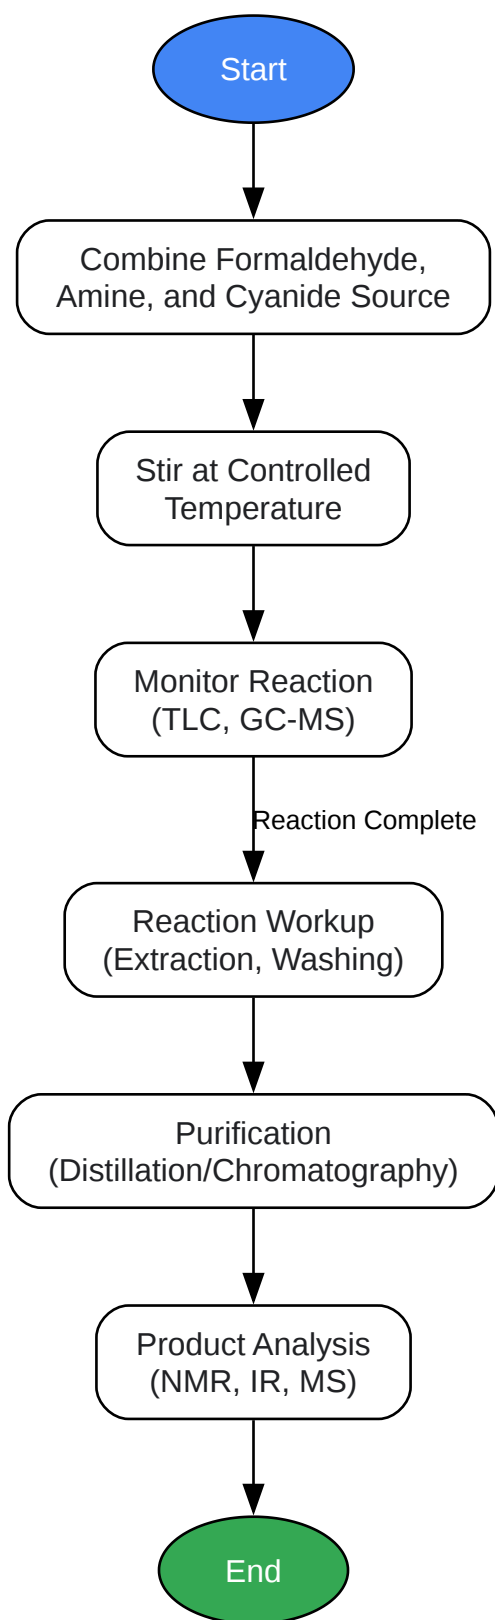 Start
Combine Formaldehyde,
Amine, and Cyanide Source
Stir at Controlled
Temperature
Monitor Reaction
(TLC, GC-MS)
Reaction Complete
Reaction Workup
(Extraction, Washing)
Purification
(Distillation/Chromatography)
Product Analysis
(NMR, IR, MS)
End